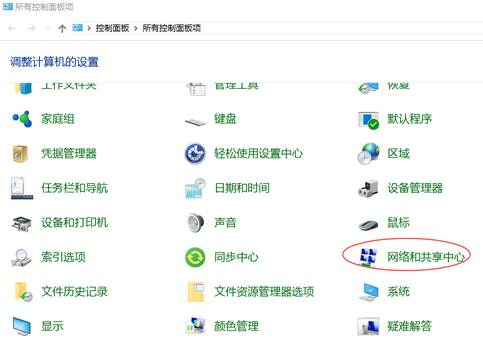 所有控制面板项
控制面板 › 所有控制面板项
调整计算机的设置
工作文件夹 管理工具 恢复
家庭组 键盘 默认程序
凭据管理器 轻松使用设置中心 区域
任务栏和导航 日期和时间 设备管理器
设备和打印机 声音 鼠标
索引选项 同步中心 网络和共享中心
文件历史记录 文件资源管理器选项 系统
显示 颜色管理 疑难解答